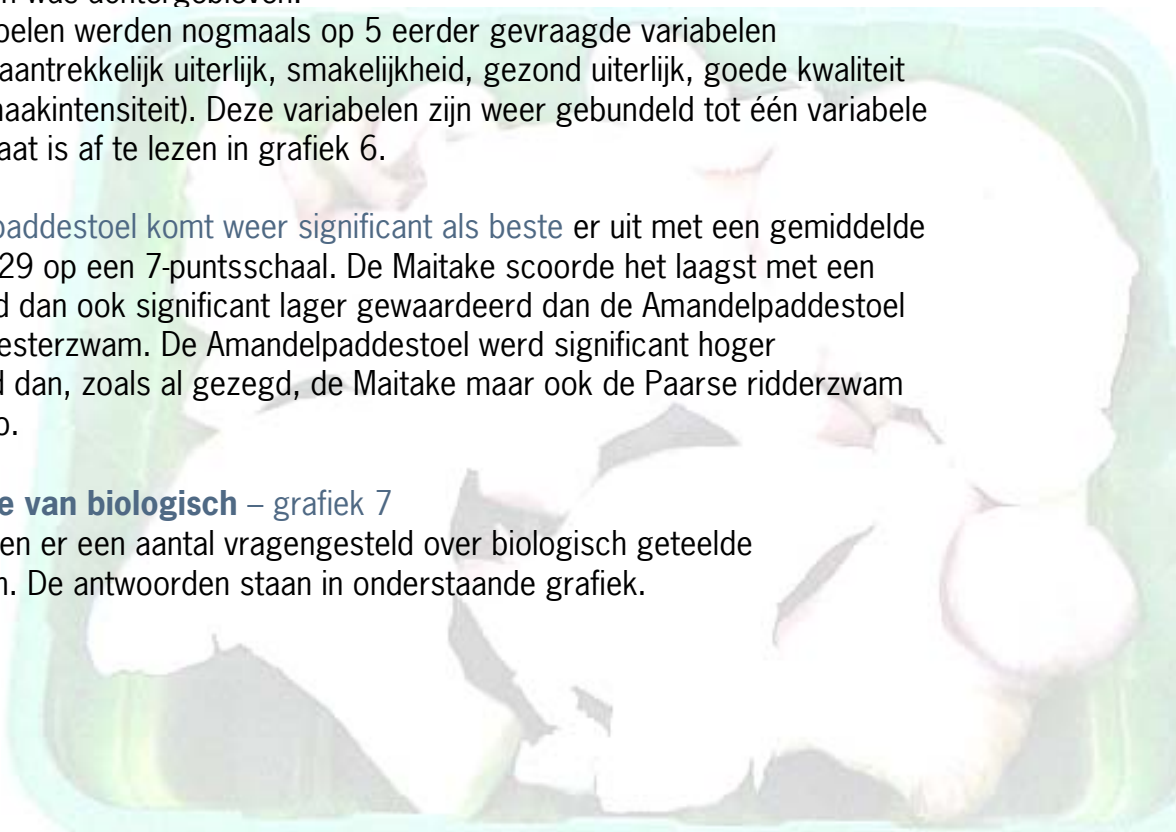 n was achtergebleven.
oelen werden nogmaals op 5 eerder gevraagde variabelen
aantrekkelijk uiterlijk, smakelijkheid, gezond uiterlijk, goede kwaliteit
naakintensiteit). Deze variabelen zijn weer gebundeld tot één variabele
aat is af te lezen in grafiek 6.
paddestoel komt weer significant als beste er uit met een gemiddelde
29 op een 7-puntsschaal. De Maitake scoorde het laagst met een
d dan ook significant lager gewaardeerd dan de Amandelpaddestoel
esterzwam. De Amandelpaddestoel werd significant hoger
d dan, zoals al gezegd, de Maitake maar ook de Paarse ridderzwam
o.
e van biologisch – grafiek 7
en er een aantal vragengesteld over biologisch geteelde
n. De antwoorden staan in onderstaande grafiek.